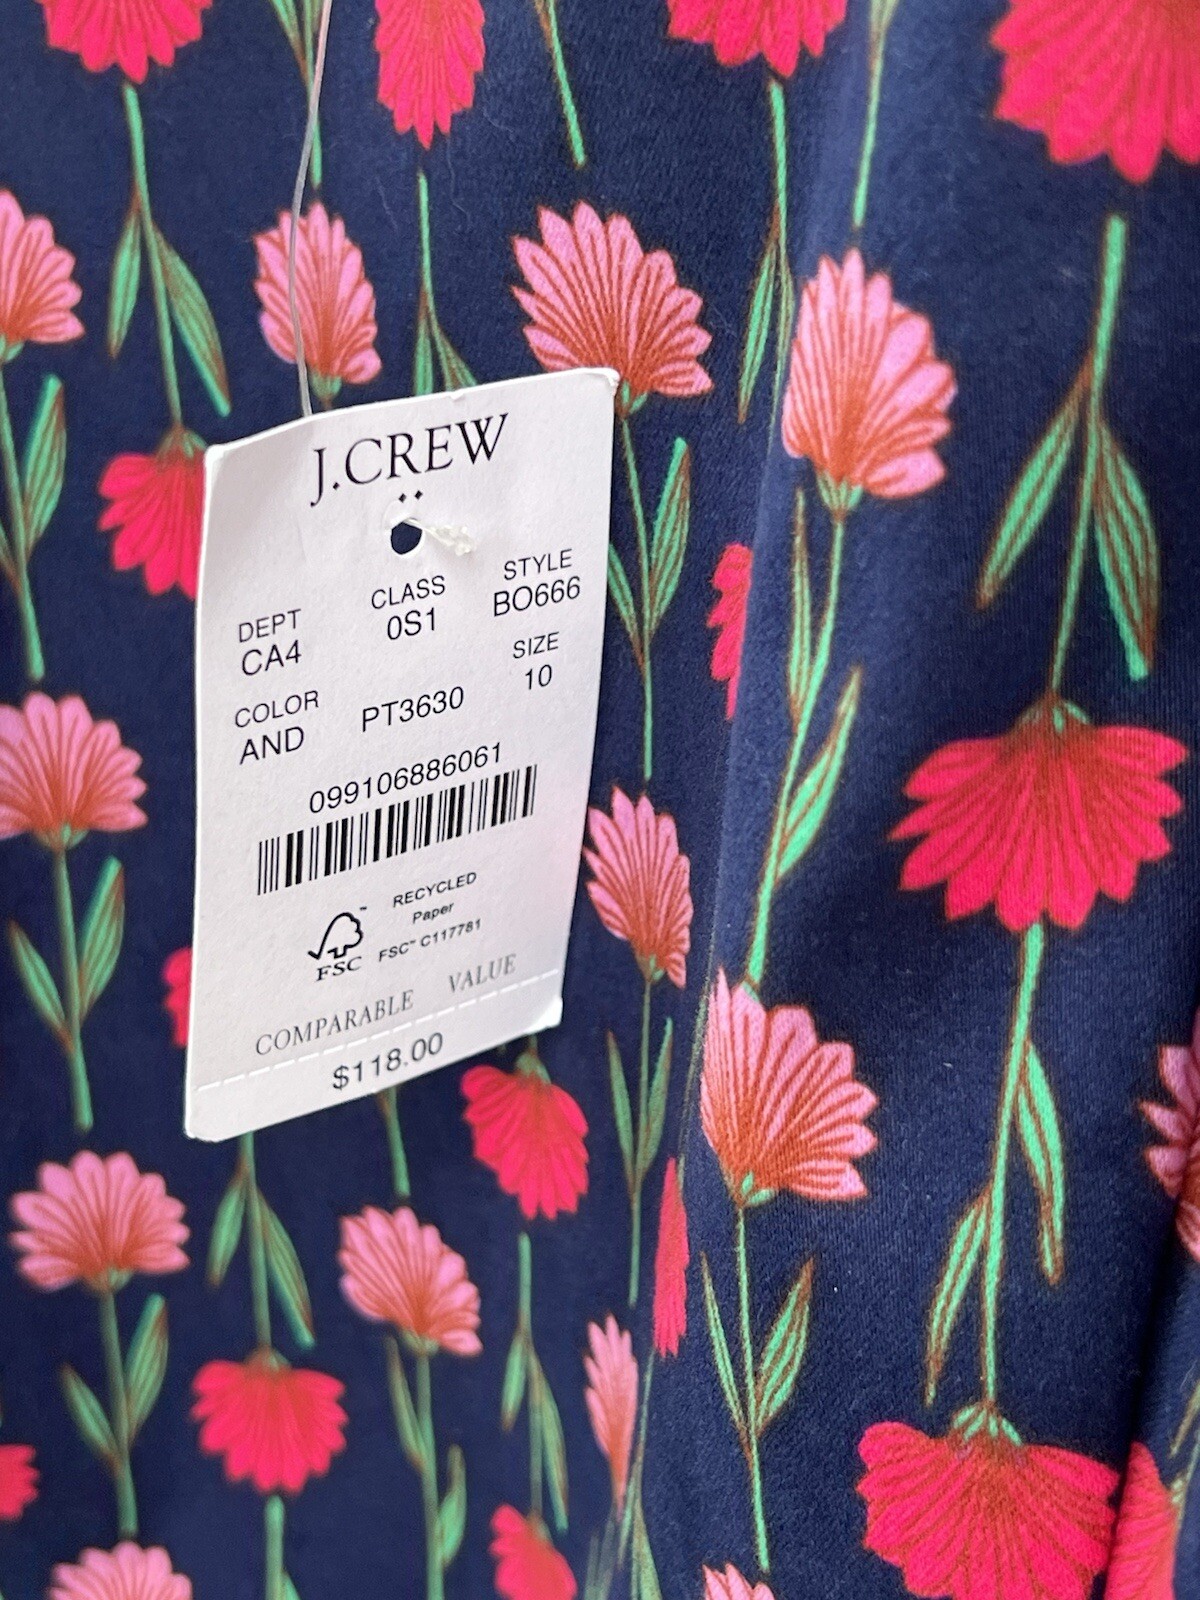 J.CREW
DEPT CLASS STYLE
CA4 0S1 BO666
COLOR SIZE
AND PT3630 10
099106886061
RECYCLED
Paper
FSC™ C117781
FSC
COMPARABLE VALUE
$118.00